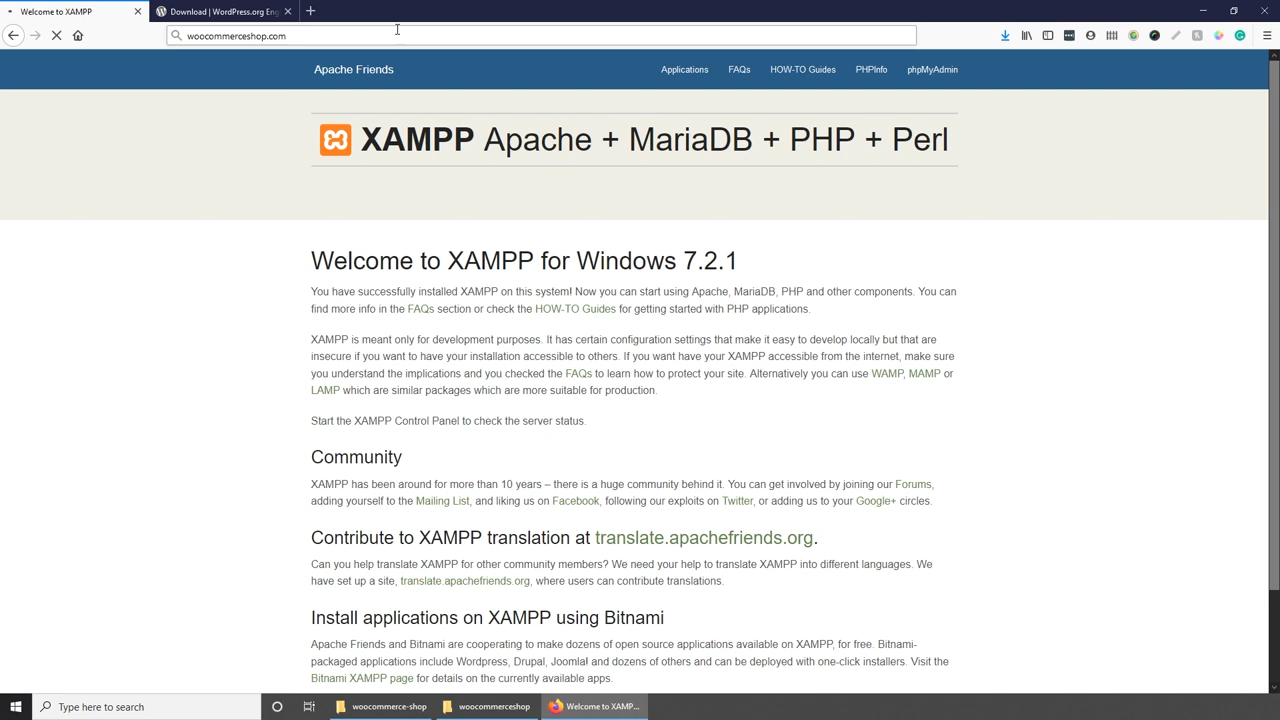 Welcome to XAMPP
Download | WordPress.org Eng
woocommerceshop.com
Apache Friends
Applications
FAQs
HOW-TO Guides
PHPInfo
phpMyAdmin
XAMPP Apache + MariaDB + PHP + Perl
Welcome to XAMPP for Windows 7.2.1
You have successfully installed XAMPP on this system! Now you can start using Apache, MariaDB, PHP and other components. You can
find more info in the FAQs section or check the HOW-TO Guides for getting started with PHP applications.
XAMPP is meant only for development purposes. It has certain configuration settings that make it easy to develop locally but that are
insecure if you want to have your installation accessible to others. If you want have your XAMPP accessible from the internet, make sure
you understand the implications and you checked the FAQs to learn how to protect your site. Alternatively you can use WAMP, MAMP or
LAMP which are similar packages which are more suitable for production.
Start the XAMPP Control Panel to check the server status.
Community
XAMPP has been around for more than 10 years – there is a huge community behind it. You can get involved by joining our Forums,
adding yourself to the Mailing List, and liking us on Facebook, following our exploits on Twitter, or adding us to your Google+ circles.
Contribute to XAMPP translation at translate.apachefriends.org.
Can you help translate XAMPP for other community members? We need your help to translate XAMPP into different languages. We
have set up a site, translate.apachefriends.org, where users can contribute translations.
Install applications on XAMPP using Bitnami
Apache Friends and Bitnami are cooperating to make dozens of open source applications available on XAMPP, for free. Bitnami-
packaged applications include Wordpress, Drupal, Joomla! and dozens of others and can be deployed with one-click installers. Visit the
Bitnami XAMPP page for details on the currently available apps.
Type here to search
woocommerce-shop
woocommerceshop
Welcome to XAMP...